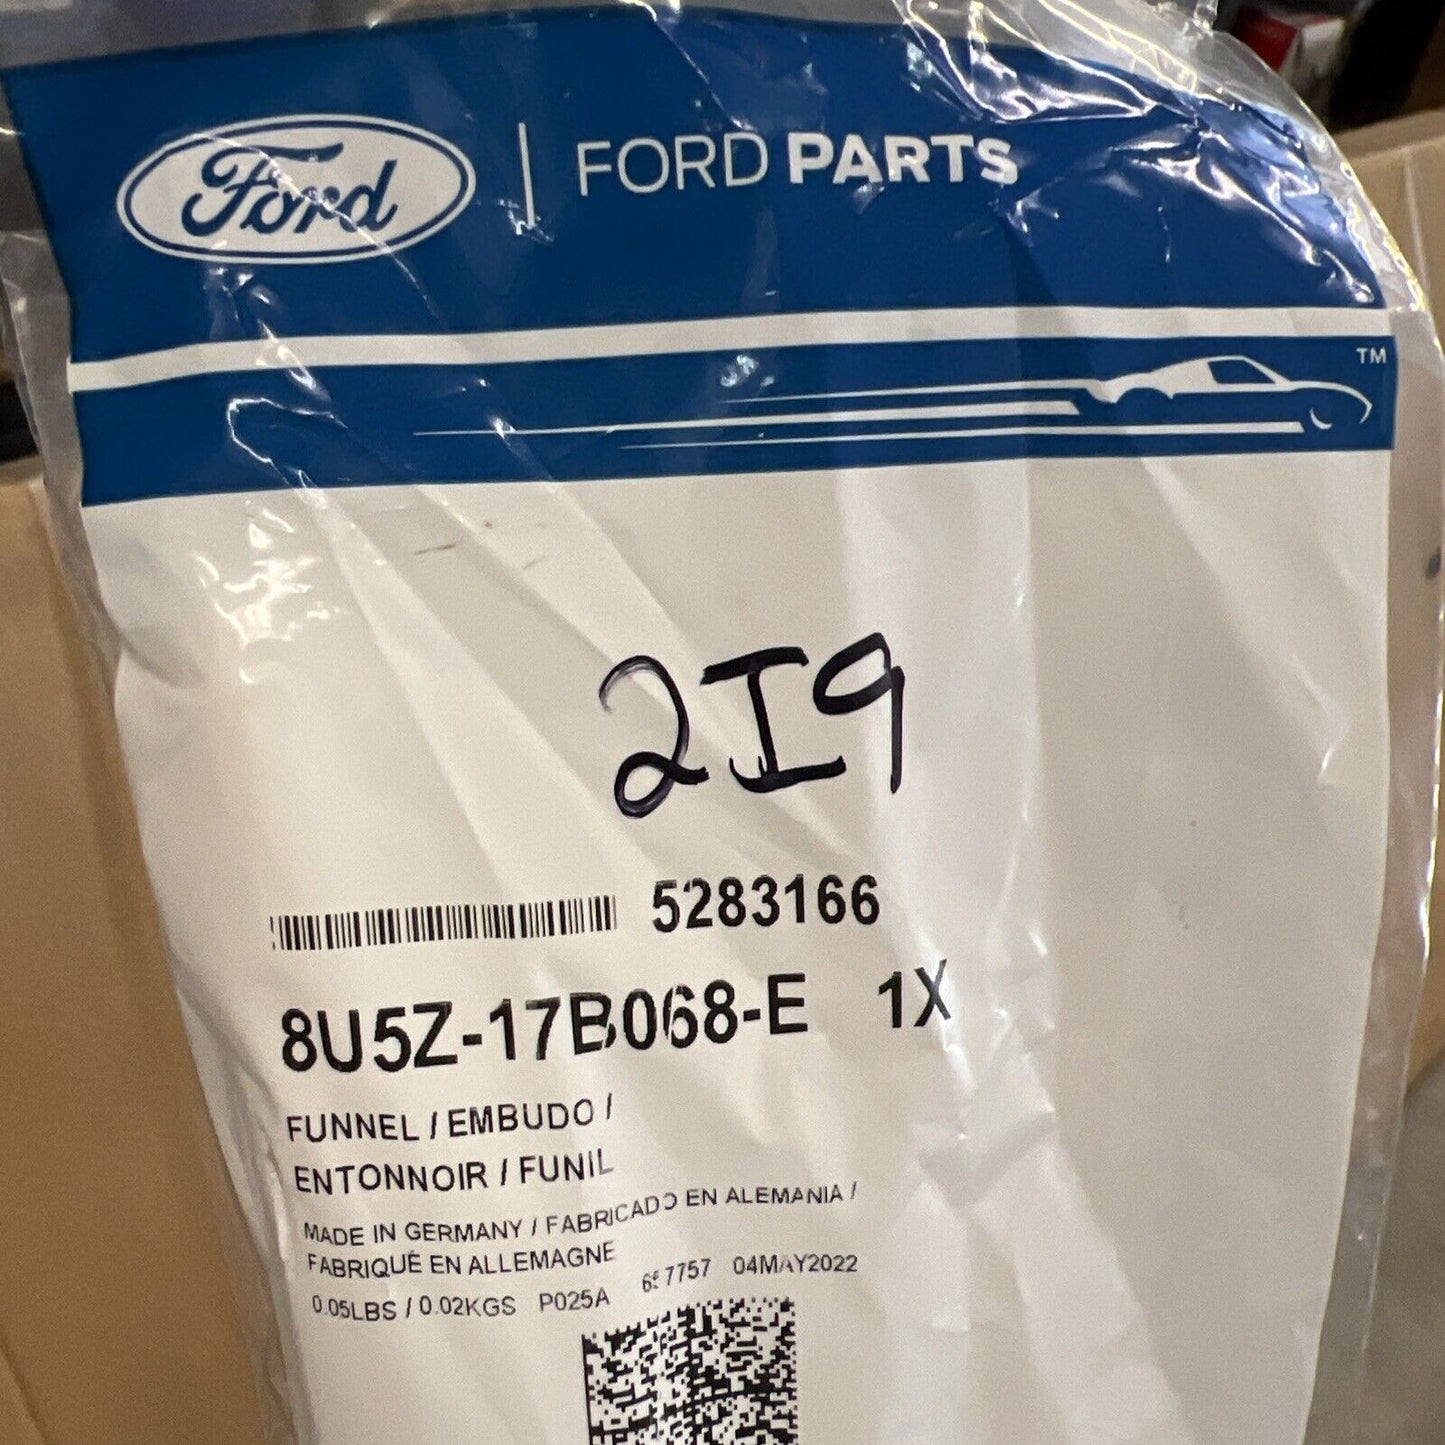 Ford | FORD PARTS
TM
2I9
5283166
8U5Z-17B068-E 1X
FUNNEL / EMBUDO /
ENTONNOIR / FUNIL
MADE IN GERMANY / FABRICADO EN ALEMANIA /
FABRIQUÉ EN ALLEMAGNE
0.05LBS / 0.02KGS P025A 04MAY2022